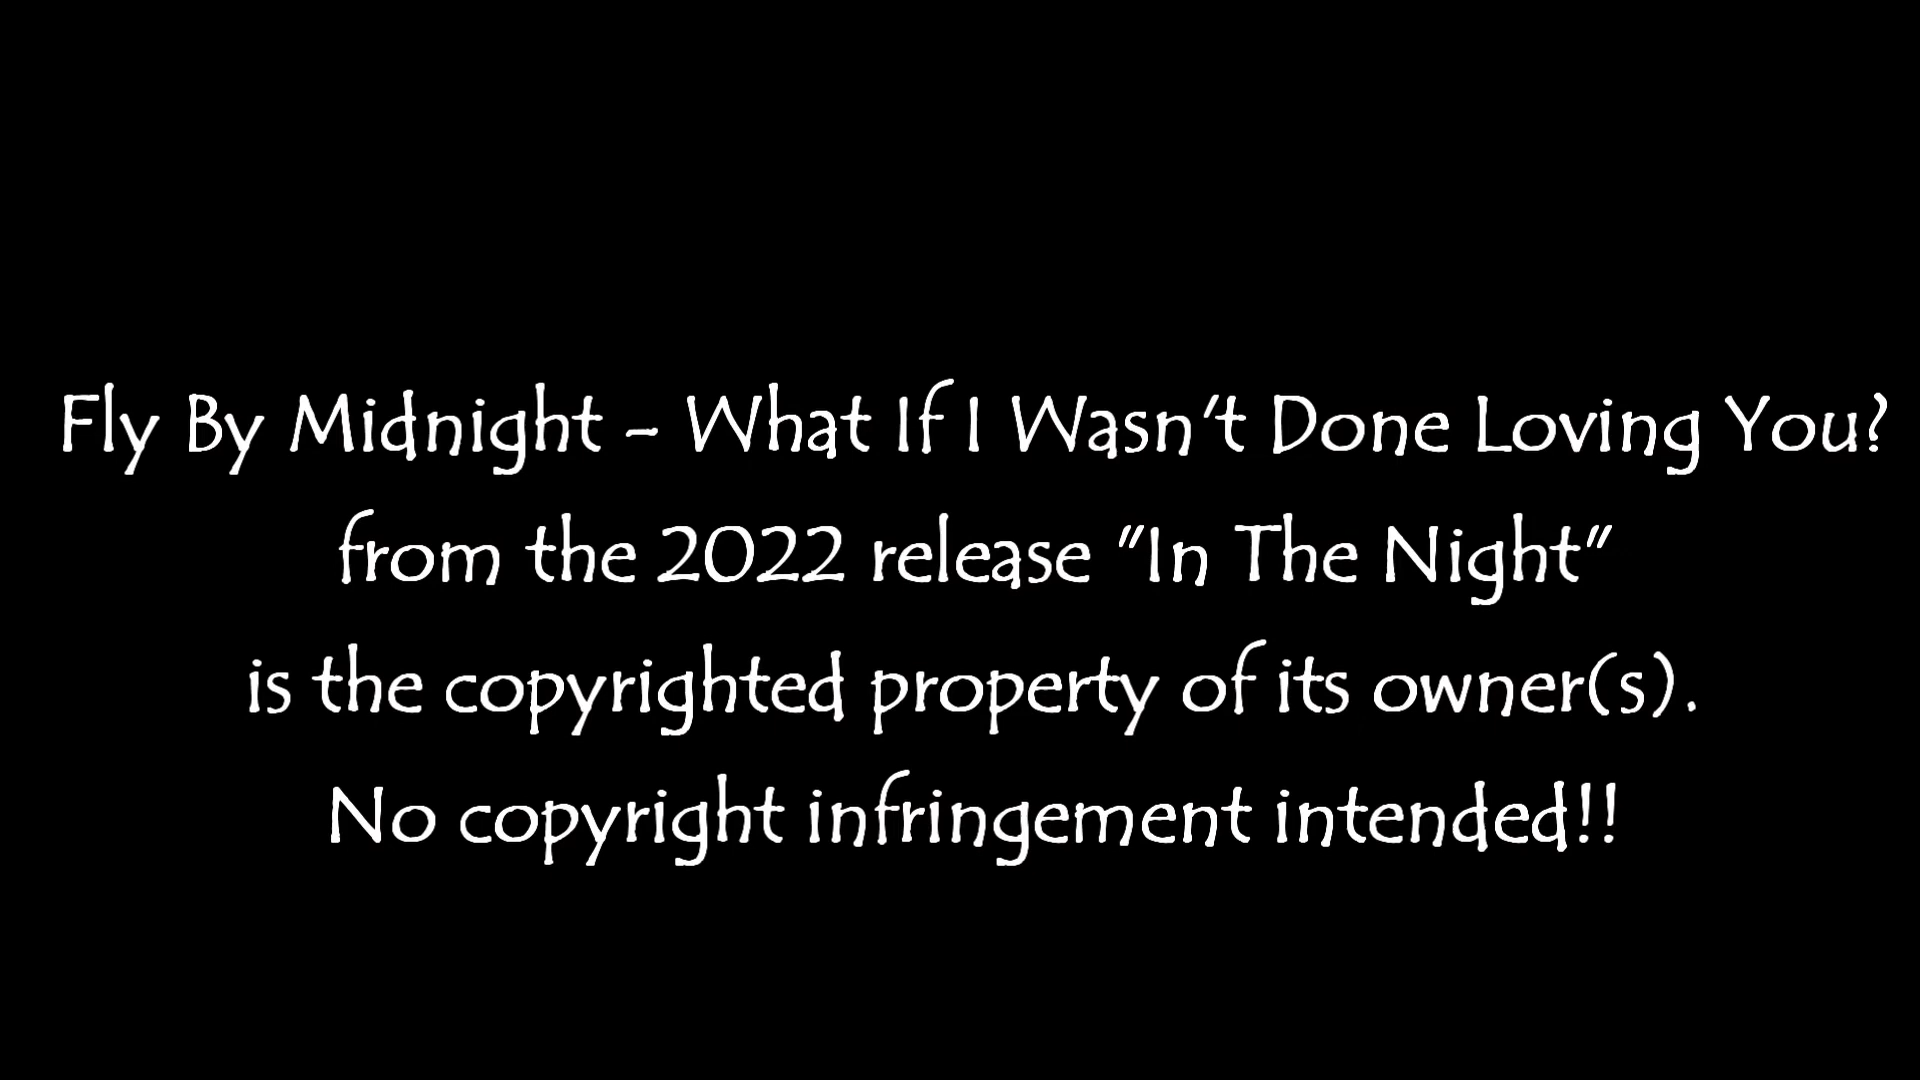 Fly By Midnight - What If I Wasn't Done Loving You?
from the 2022 release "In The Night"
is the copyrighted property of its owner(s).
No copyright infringement intended!!